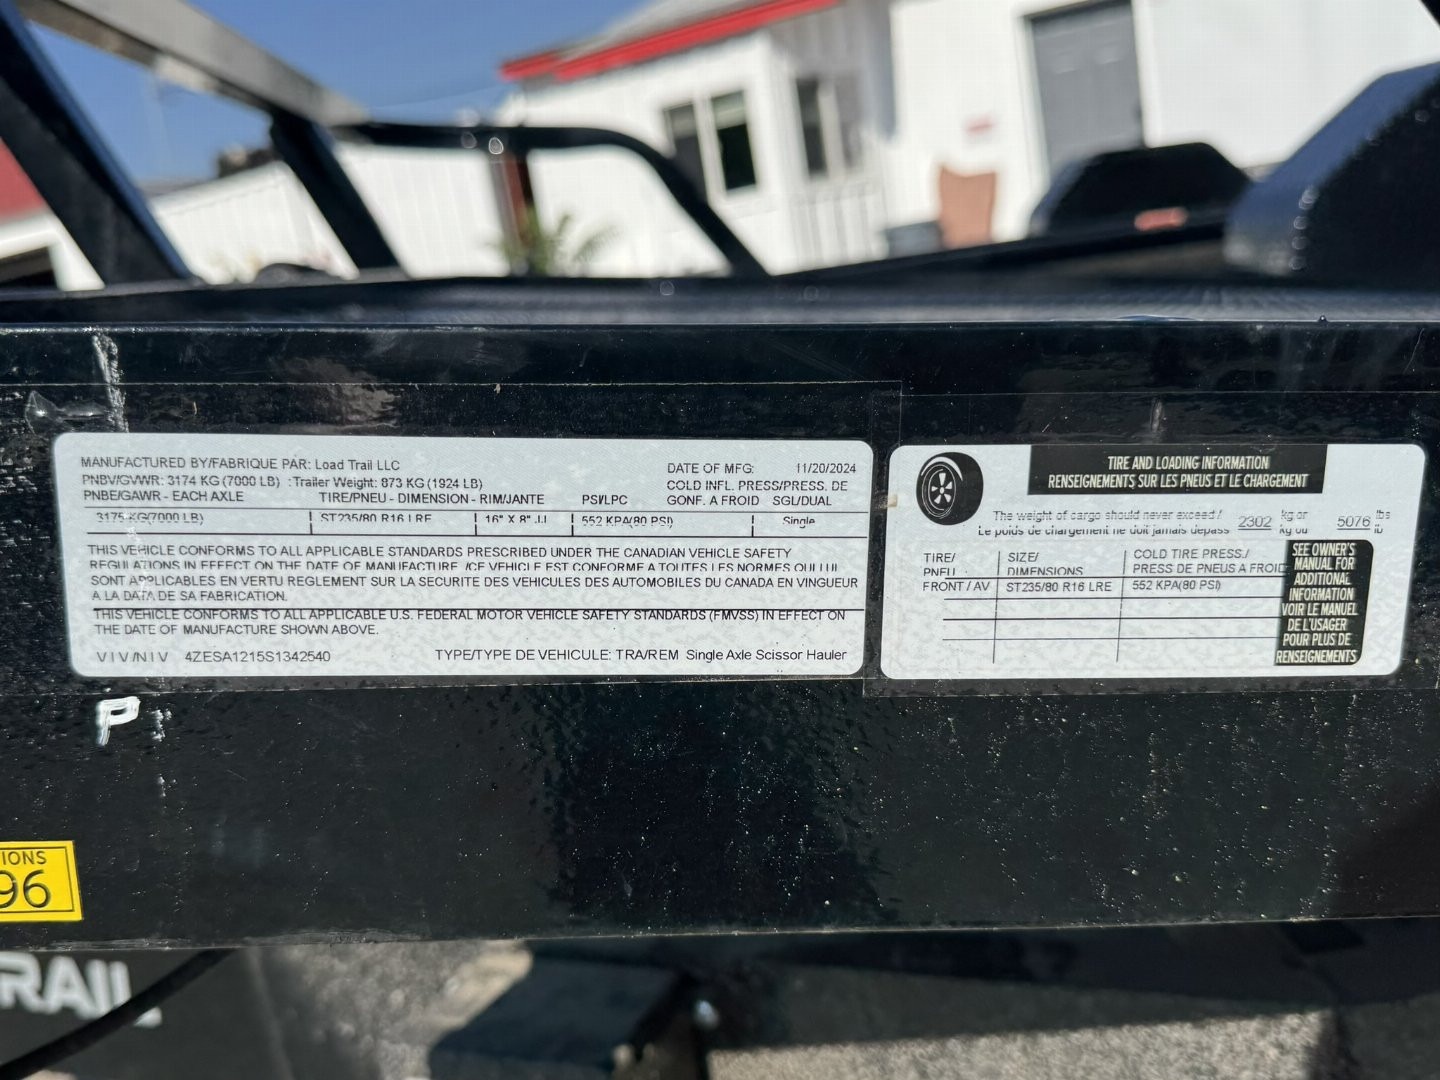 MANUFACTURED BY/FABRIQUE PAR: Load Trail LLC
DATE OF MFG: 11/20/2024
PNBV/GVWR: 3174 KG (7000 LB) : Trailer Weight: 873 KG (1924 LB)
COLD INFL. PRESS/PRESS. DE
PNBE/GAWR - EACH AXLE TIRE/PNEU - DIMENSION - RIM/JANTE PSI/LPC GONF. A FROID SGL/DUAL
3175 KG(7000 LB) ST235/80 R16 LRE 16" X 8" JJ 552 KPA(80 PSI) Single
THIS VEHICLE CONFORMS TO ALL APPLICABLE STANDARDS PRESCRIBED UNDER THE CANADIAN VEHICLE SAFETY
REGULATIONS IN EFFECT ON THE DATE OF MANUFACTURE /CE VEHICLE EST CONFORME A TOUTES LES NORMES QUI LUI
SONT APPLICABLES EN VERTU REGLEMENT SUR LA SECURITE DES VEHICULES DES AUTOMOBILES DU CANADA EN VINGUEUR
A LA DATA DE SA FABRICATION.
THIS VEHICLE CONFORMS TO ALL APPLICABLE U.S. FEDERAL MOTOR VEHICLE SAFETY STANDARDS (FMVSS) IN EFFECT ON
THE DATE OF MANUFACTURE SHOWN ABOVE.
V I V /N I V 4ZESA1215S1342540 TYPE/TYPE DE VEHICULE: TRA/REM Single Axle Scissor Hauler
TIRE AND LOADING INFORMATION
RENSEIGNEMENTS SUR LES PNEUS ET LE CHARGEMENT
The weight of cargo should never exceed / 2302 kg or 5076 lbs
Le poids de chargement ne doit jamais depass kg ou lb
TIRE/ SIZE/ COLD TIRE PRESS./
PNEU DIMENSIONS PRESS DE PNEUS A FROID
FRONT / AV ST235/80 R16 LRE 552 KPA(80 PSI)
SEE OWNER'S
MANUAL FOR
ADDITIONAL
INFORMATION
VOIR LE MANUEL
DE L'USAGER
POUR PLUS DE
RENSEIGNEMENTS
P
IONS
96
RAIL